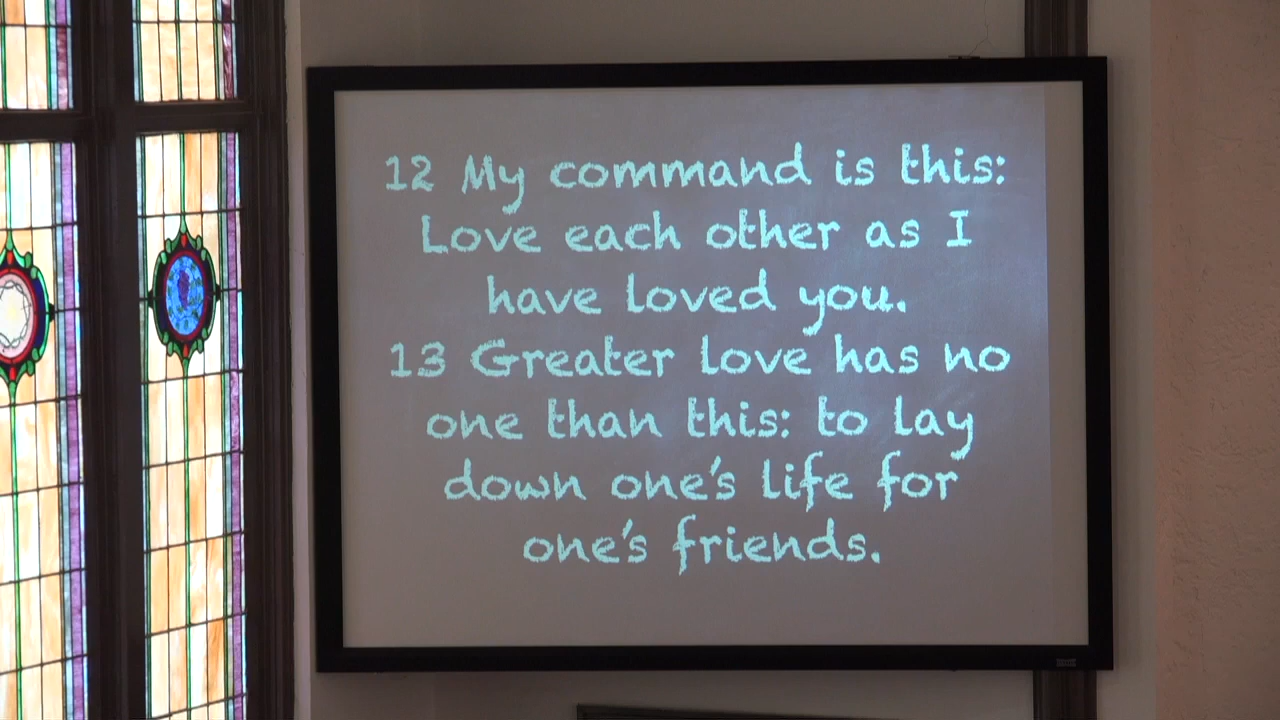 12 My command is this:
Love each other as I
have loved you.
13 Greater love has no
one than this: to lay
down one's life for
one's friends.